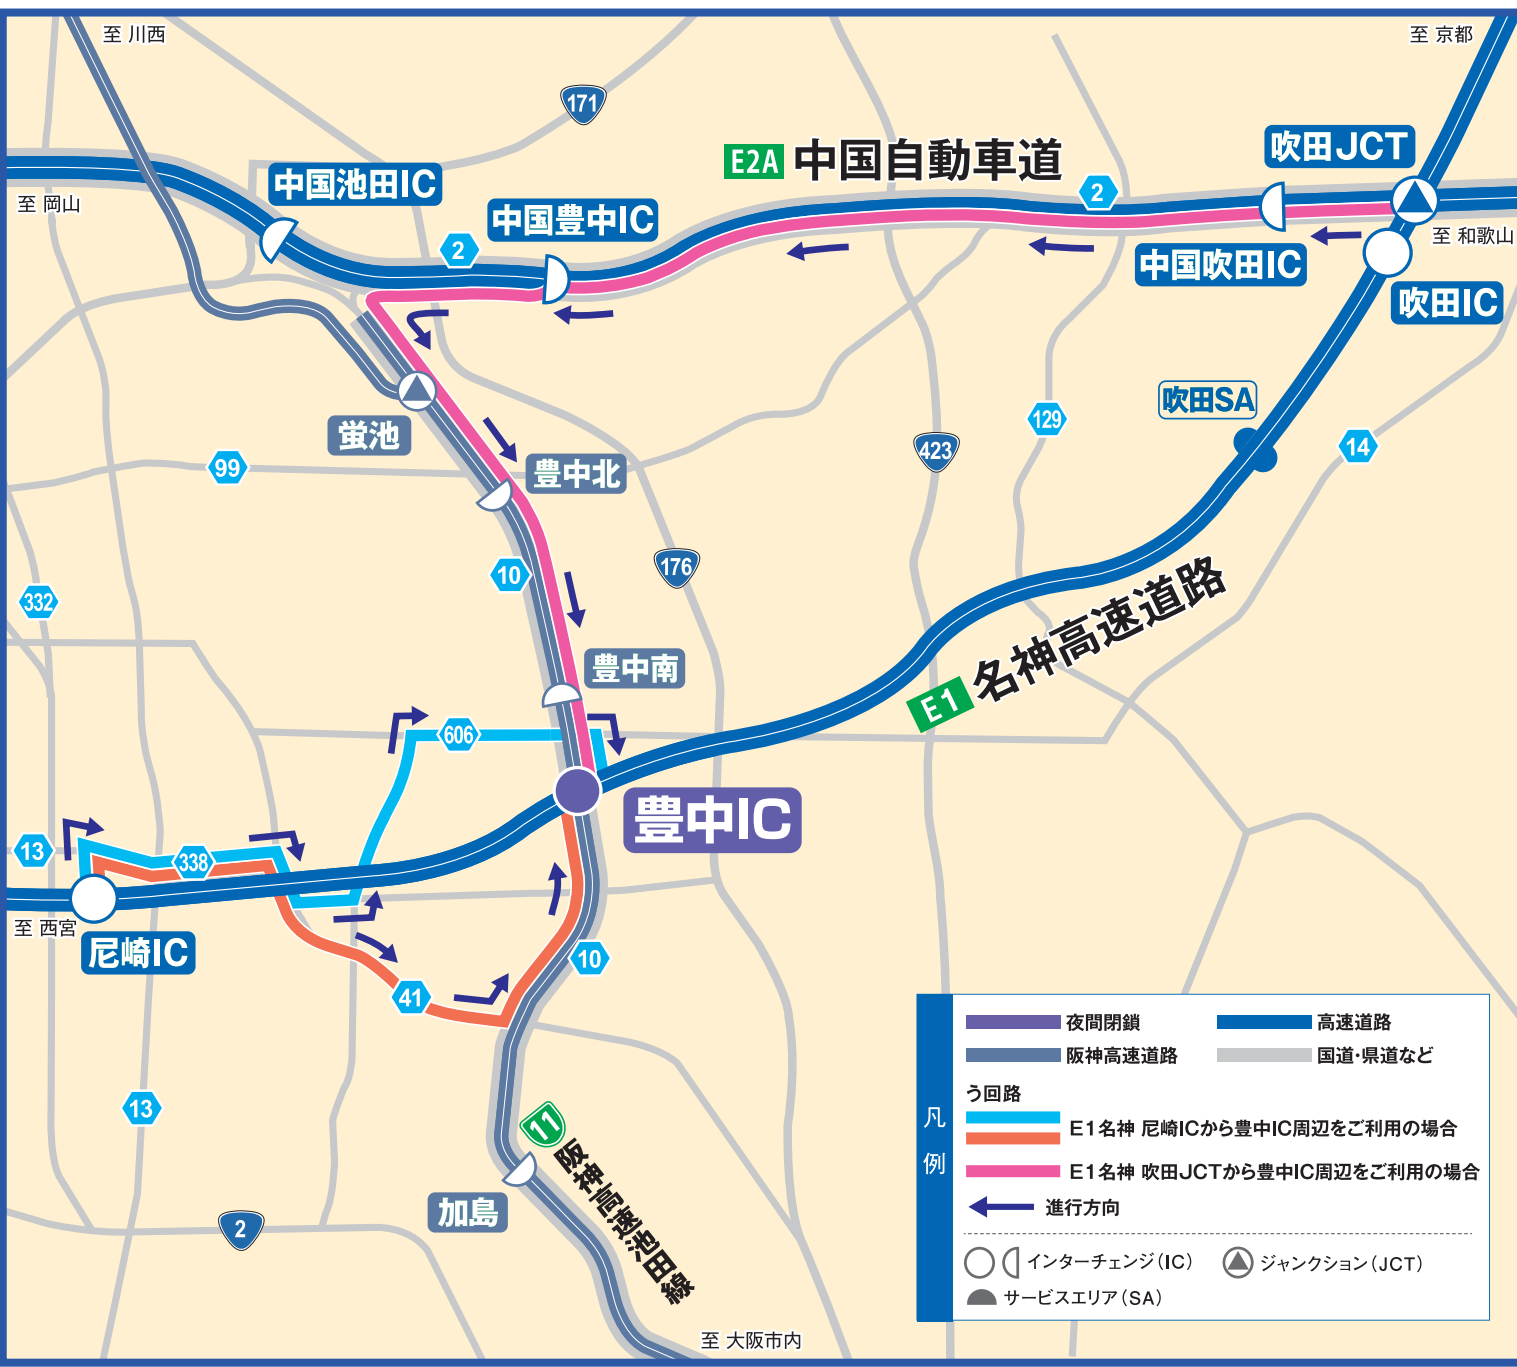 至 川西
至 京都
171
E2A 中国自動車道
吹田JCT
中国池田IC
2
至 岡山
中国豊中IC
2
至 和歌山
中国吹田IC
吹田IC
吹田SA
蛍池
129
423
14
99
豊中北
10
176
332
豊中南
E1 名神高速道路
606
豊中IC
13
338
至 西宮
尼崎IC
10
41
13
11
阪神高速池田線
加島
2
至 大阪市内
凡例
夜間閉鎖
高速道路
阪神高速道路
国道・県道など
う回路
E1名神 尼崎ICから豊中IC周辺をご利用の場合
E1名神 吹田JCTから豊中IC周辺をご利用の場合
進行方向
インターチェンジ(IC)
ジャンクション(JCT)
サービスエリア(SA)